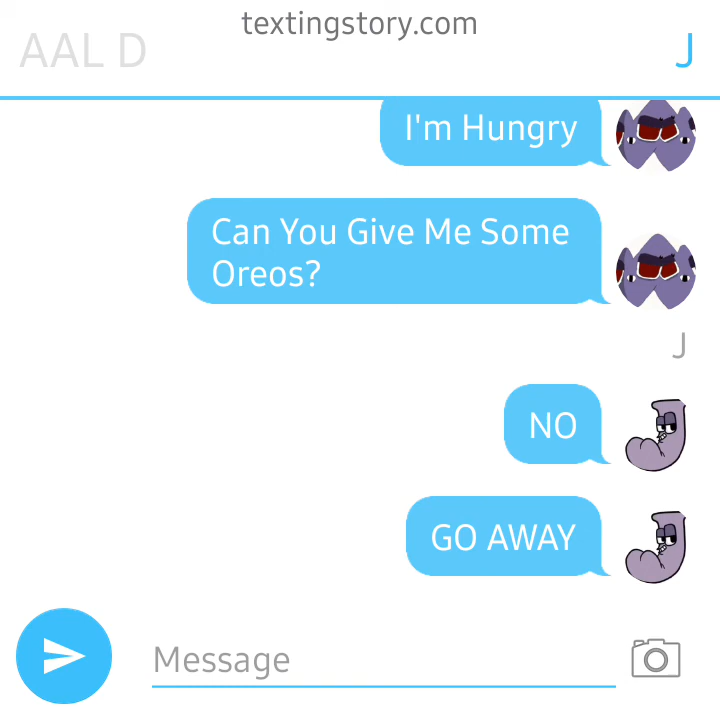 textingstory.com
AAL D
J
I'm Hungry
Can You Give Me Some
Oreos?
J
NO
GO AWAY
Message